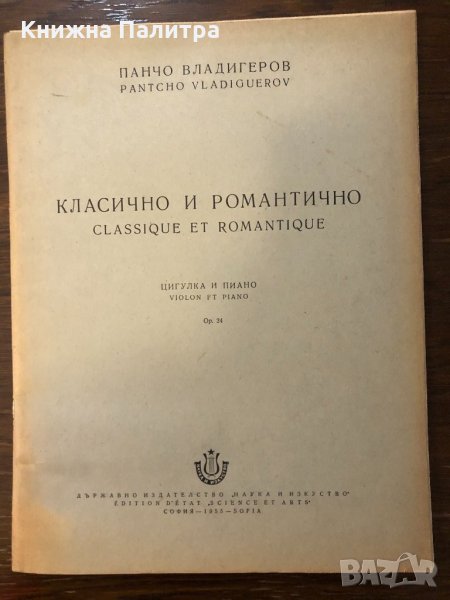 Книжна Палитра
ПАНЧО ВЛАДИГЕРОВ
PANTCHO VLADIGUEROV
КЛАСИЧНО И РОМАНТИЧНО
CLASSIQUE ET ROMANTIQUE
ЦИГУЛКА И ПИАНО
VIOLON ET PIANO
Op. 24
ДЪРЖАВНО ИЗДАТЕЛСТВО „НАУКА И ИЗКУСТВО“
ÉDITION D'ÉTAT „SCIENCE ET ARTS“
СОФИЯ — 1955 — SOFIA
BAZAR